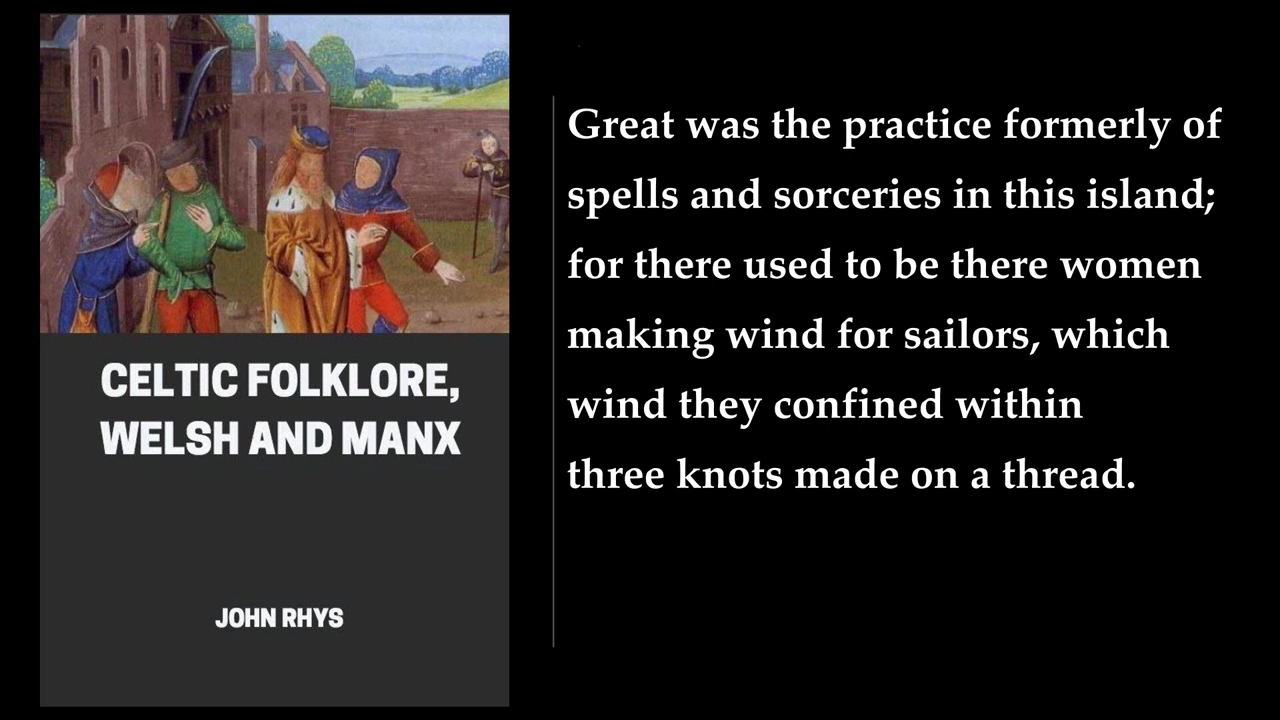 CELTIC FOLKLORE,
WELSH AND MANX
JOHN RHYS
Great was the practice formerly of
spells and sorceries in this island;
for there used to be there women
making wind for sailors, which
wind they confined within
three knots made on a thread.